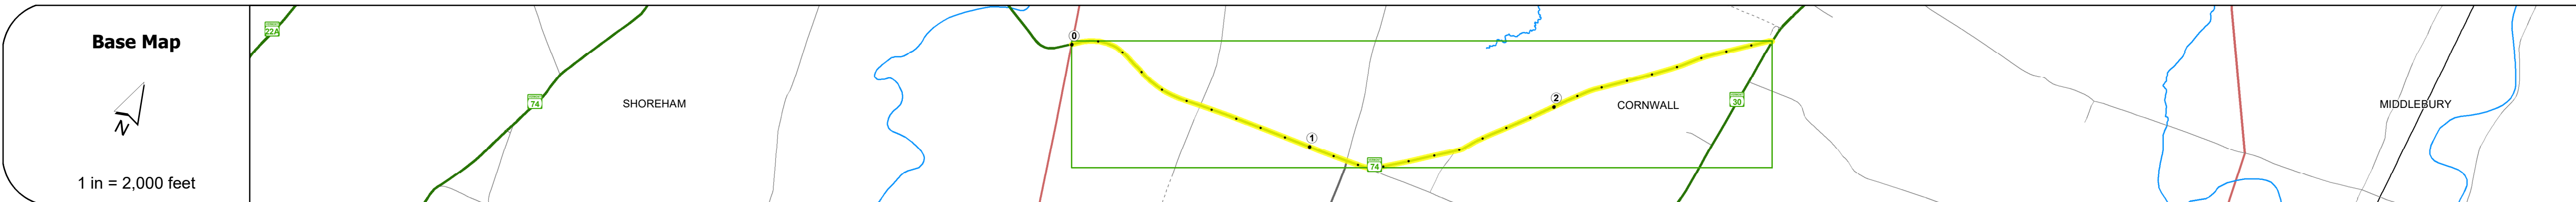 Base Map
N
1 in = 2,000 feet
22A
74
SHOREHAM
0
1
74
2
CORNWALL
30
MIDDLEBURY